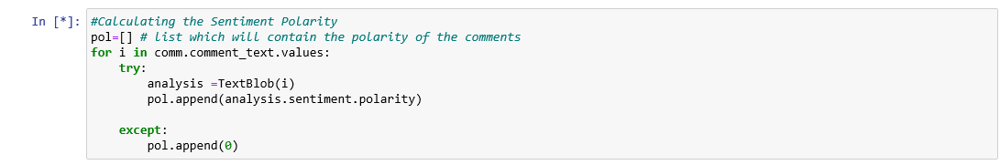 In [*]: #Calculating the Sentiment Polarity
pol=[] # list which will contain the polarity of the comments
for i in comm.comment_text.values:
    try:
        analysis =TextBlob(i)
        pol.append(analysis.sentiment.polarity)

    except:
        pol.append(0)